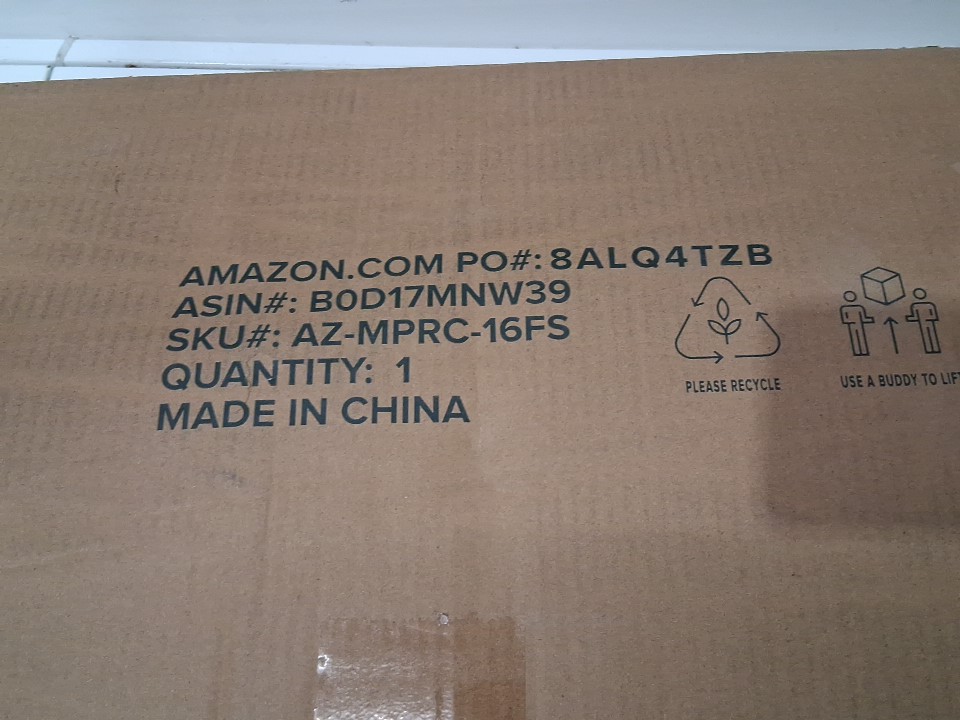 AMAZON.COM PO#: 8ALQ4TZB
ASIN#: B0D17MNW39
SKU#: AZ-MPRC-16FS
QUANTITY: 1
MADE IN CHINA
PLEASE RECYCLE
USE A BUDDY TO LIFT